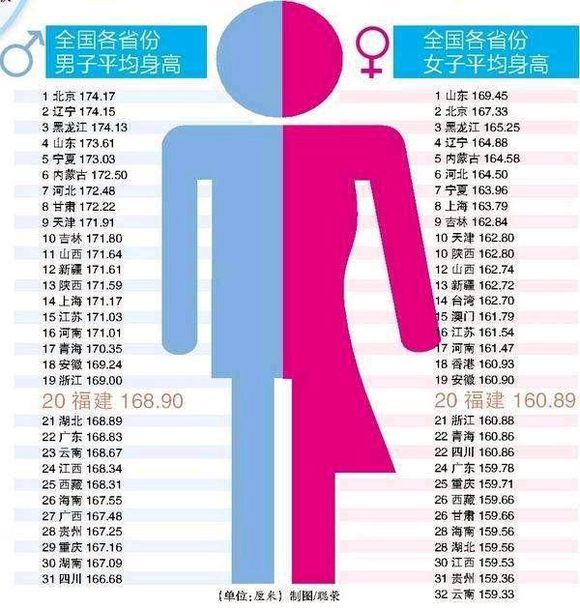 全国各省份
男子平均身高
1 北京 174.17
2 辽宁 174.15
3 黑龙江 174.13
4 山东 173.61
5 宁夏 173.03
6 内蒙古 172.50
7 河北 172.48
8 甘肃 172.22
9 天津 171.91
10 吉林 171.80
11 山西 171.64
12 新疆 171.61
13 陕西 171.59
14 上海 171.17
15 江苏 171.03
16 河南 171.01
17 青海 170.35
18 安徽 169.24
19 浙江 169.00
20 福建 168.90
21 湖北 168.89
22 广东 168.83
23 云南 168.67
24 江西 168.34
25 西藏 168.31
26 海南 167.55
27 广西 167.48
28 贵州 167.25
29 重庆 167.16
30 湖南 167.09
31 四川 166.68
全国各省份
女子平均身高
1 山东 169.45
2 北京 167.33
3 黑龙江 165.25
4 辽宁 164.88
5 内蒙古 164.58
6 河北 164.50
7 宁夏 163.96
8 上海 163.79
9 吉林 162.84
10 天津 162.80
10 陕西 162.80
12 山西 162.74
13 新疆 162.72
14 台湾 162.70
15 澳门 161.79
16 江苏 161.54
17 河南 161.47
18 香港 160.93
19 安徽 160.90
20 福建 160.89
21 浙江 160.88
22 青海 160.86
22 四川 160.86
24 广东 159.78
25 重庆 159.71
26 西藏 159.66
26 甘肃 159.66
28 海南 159.56
28 湖北 159.56
30 江西 159.53
31 贵州 159.36
32 云南 159.33
(单位:厘米) 制图/聪荣